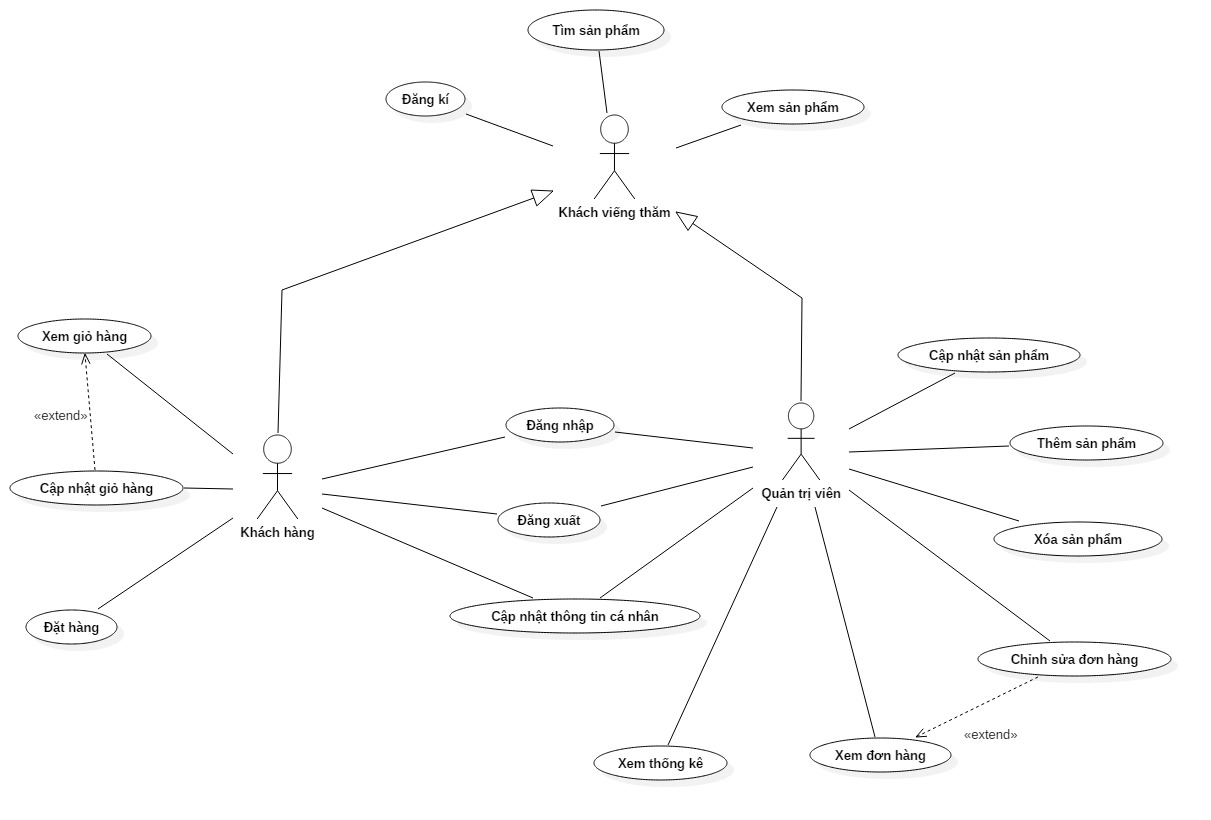 Tìm sản phẩm
Đăng kí
Xem sản phẩm
Khách viếng thăm
Xem giỏ hàng
Cập nhật sản phẩm
«extend»
Đăng nhập
Thêm sản phẩm
Cập nhật giỏ hàng
Quản trị viên
Khách hàng
Đăng xuất
Xóa sản phẩm
Đặt hàng
Cập nhật thông tin cá nhân
Chỉnh sửa đơn hàng
«extend»
Xem thống kê
Xem đơn hàng